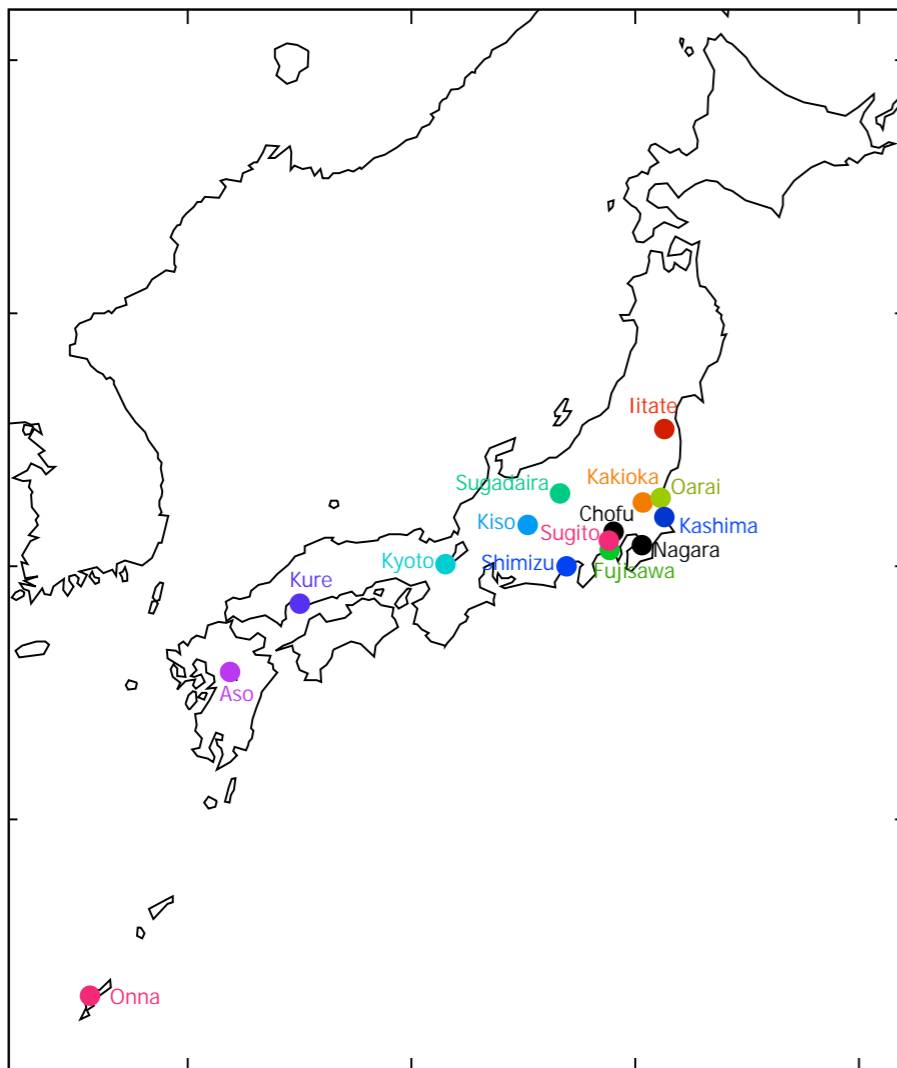 Iitate
Kakioka
Oarai
Sugadaira
Chofu
Kiso
Sugito
Kashima
Nagara
Kyoto
Shimizu
Fujisawa
Kure
Aso
Onna